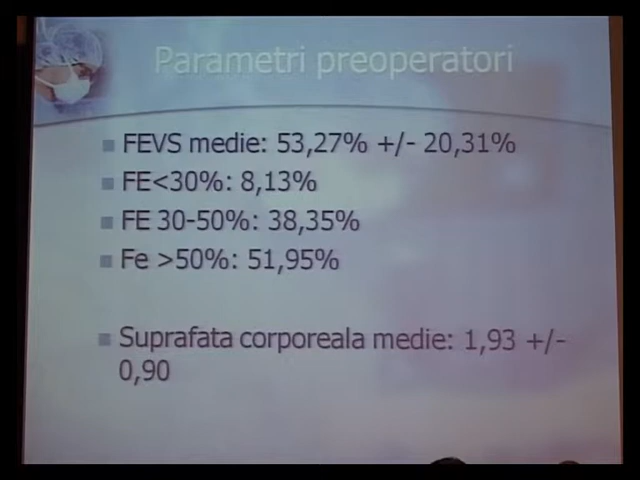 Parametri preoperatori
FEVS medie: 53,27% +/- 20,31%
FE<30%: 8,13%
FE 30-50%: 38,35%
Fe >50%: 51,95%
Suprafata corporeala medie: 1,93 +/-
0,90